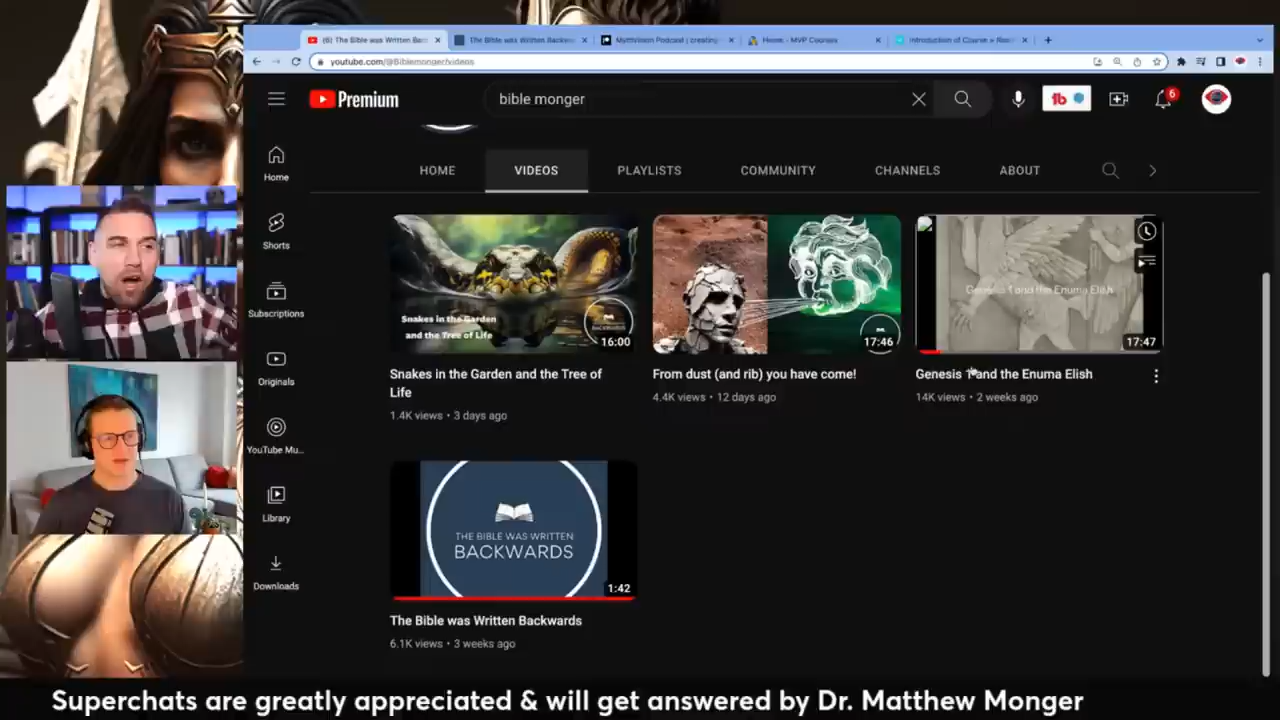 (6) The Bible was Written Bac
The Bible was Written Backwa
MythVision Podcast | creating
Home - MVP Courses
Introduction of Course
youtube.com/@Biblemonger/videos
Premium
bible monger
6
HOME
VIDEOS
PLAYLISTS
COMMUNITY
CHANNELS
ABOUT
Home
Shorts
Subscriptions
Originals
YouTube Mu...
Library
Downloads
Snakes in the Garden
and the Tree of Life
BACKWARDS
16:00
17:46
Genesis 1 and the Enuma Elish
17:47
Snakes in the Garden and the Tree of
Life
1.4K views • 3 days ago
From dust (and rib) you have come!
4.4K views • 12 days ago
Genesis 1 and the Enuma Elish
14K views • 2 weeks ago
THE BIBLE WAS WRITTEN
BACKWARDS
1:42
The Bible was Written Backwards
6.1K views • 3 weeks ago
Superchats are greatly appreciated & will get answered by Dr. Matthew Monger